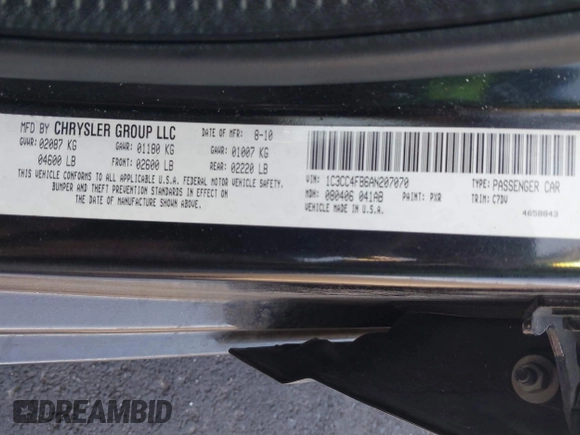 MFD BY CHRYSLER GROUP LLC DATE OF MFR: 8-10
GVWR: 02087 KG GAWR: 01180 KG GAWR: 01007 KG
04600 LB FRONT: 02600 LB REAR: 02220 LB
THIS VEHICLE CONFORMS TO ALL APPLICABLE U.S.A. FEDERAL MOTOR VEHICLE SAFETY,
BUMPER AND THEFT PREVENTION STANDARDS IN EFFECT ON
THE DATE OF MANUFACTURE SHOWN ABOVE.
VIN: 1C3CC4FB6AN207070 TYPE: PASSENGER CAR
MDH: 080406 041AB PAINT: PXR TRIM: C7DV
VEHICLE MADE IN U.S.A. 4658843
DREAMBID